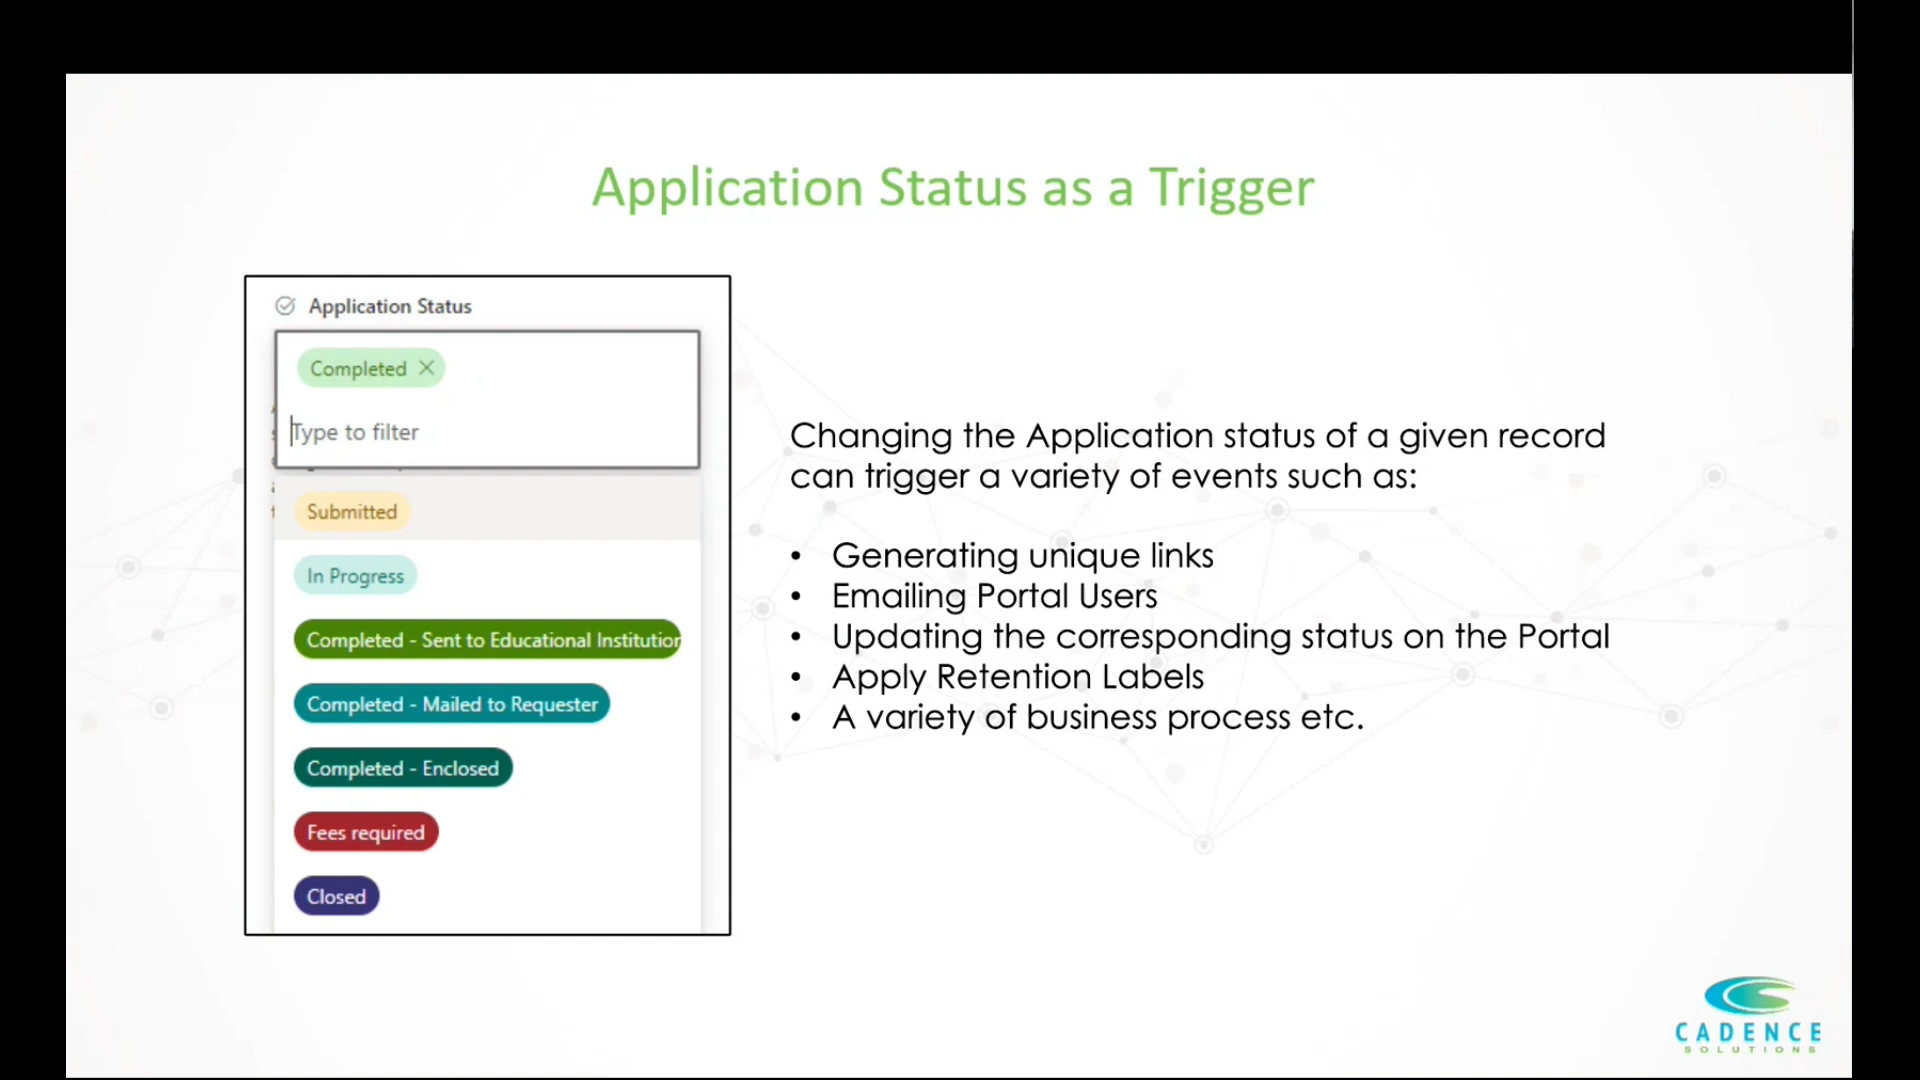 Application Status as a Trigger
Application Status
Completed
Type to filter
Submitted
In Progress
Completed - Sent to Educational Institution
Completed - Mailed to Requester
Completed - Enclosed
Fees required
Closed
Changing the Application status of a given record
can trigger a variety of events such as:
• Generating unique links
• Emailing Portal Users
• Updating the corresponding status on the Portal
• Apply Retention Labels
• A variety of business process etc.
CADENCE
SOLUTIONS